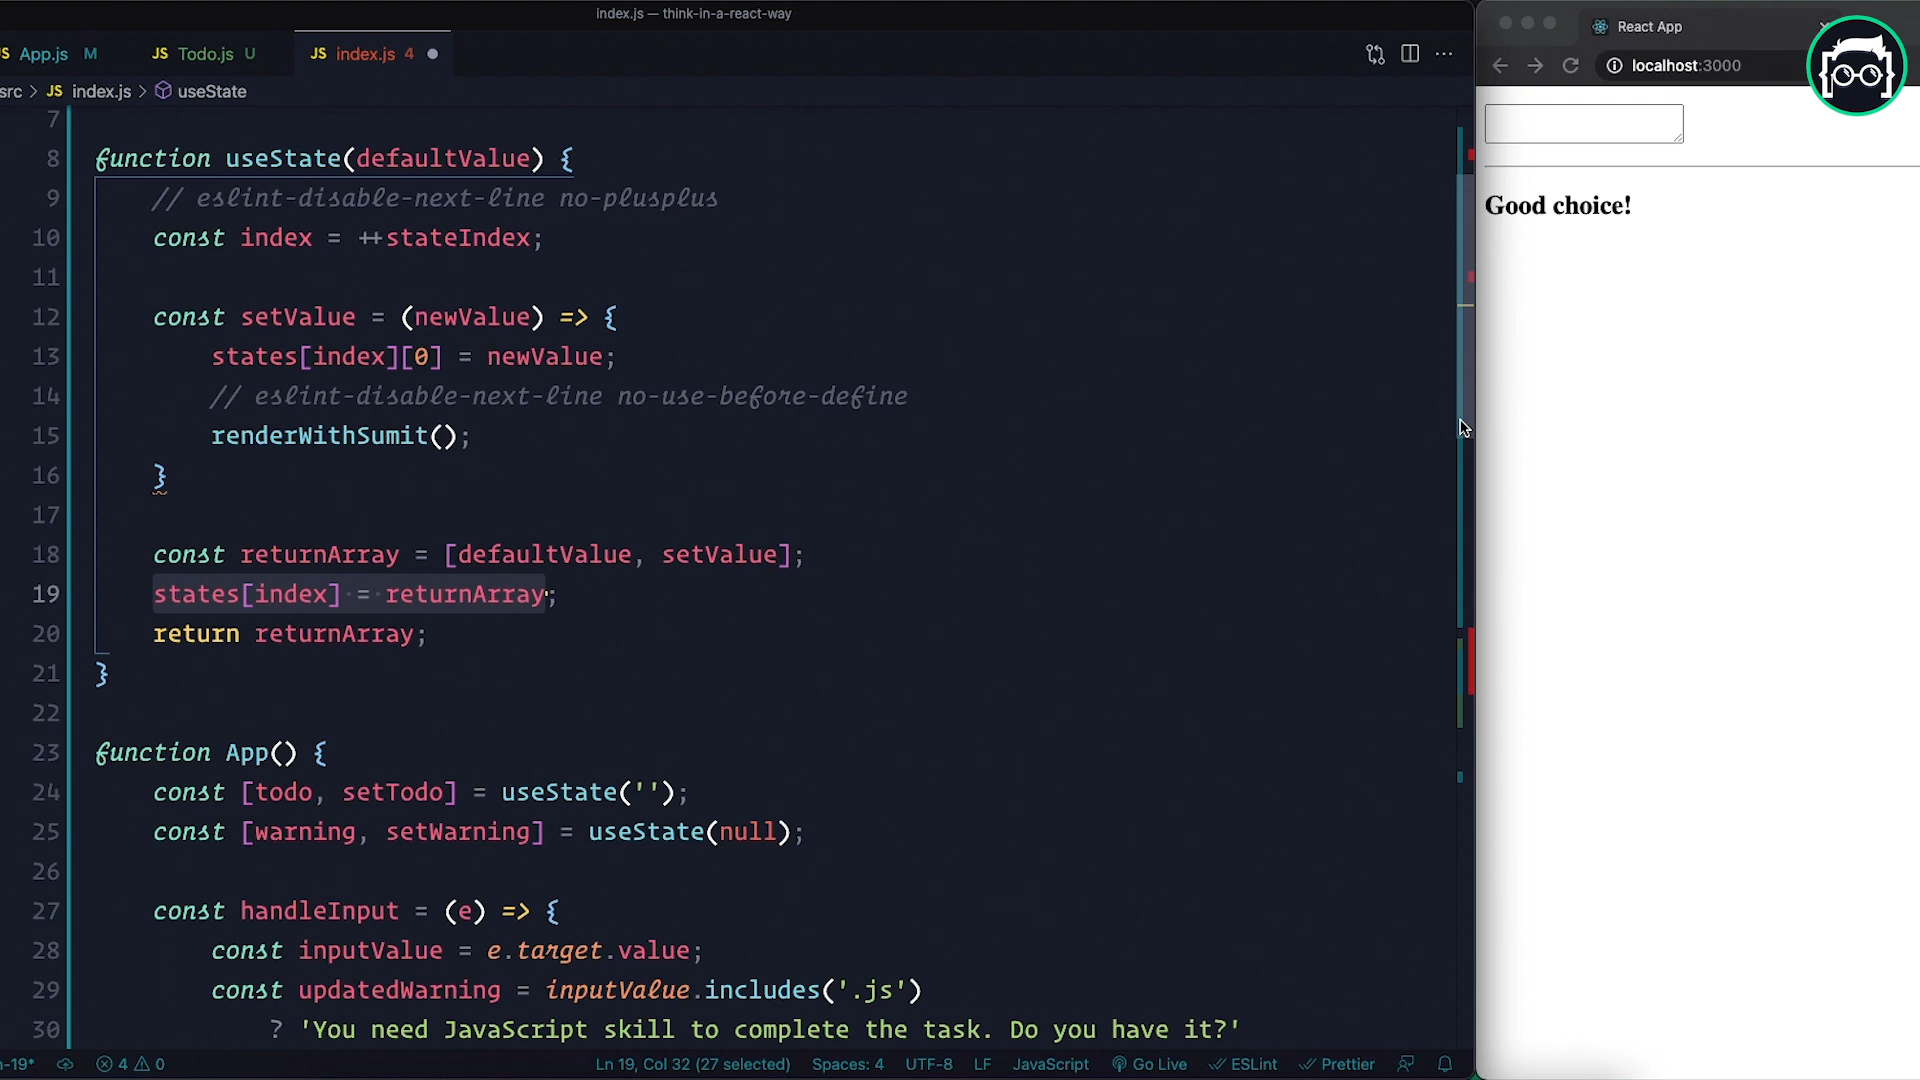 index.js — think-in-a-react-way
JS App.js M
JS Todo.js U
JS index.js 4
React App
localhost:3000
src > JS index.js > useState
7
8 function useState(defaultValue) {
9 // eslint-disable-next-line no-plusplus
10 const index = ++stateIndex;
11
12 const setValue = (newValue) => {
13 states[index][0] = newValue;
14 // eslint-disable-next-line no-use-before-define
15 renderWithSumit();
16 }
17
18 const returnArray = [defaultValue, setValue];
19 states[index] = returnArray;
20 return returnArray;
21 }
22
23 function App() {
24 const [todo, setTodo] = useState('');
25 const [warning, setWarning] = useState(null);
26
27 const handleInput = (e) => {
28 const inputValue = e.target.value;
29 const updatedWarning = inputValue.includes('.js')
30 ? 'You need JavaScript skill to complete the task. Do you have it?'
Good choice!
n-19* 4 0 Ln 19, Col 32 (27 selected) Spaces: 4 UTF-8 LF JavaScript Go Live ESLint Prettier